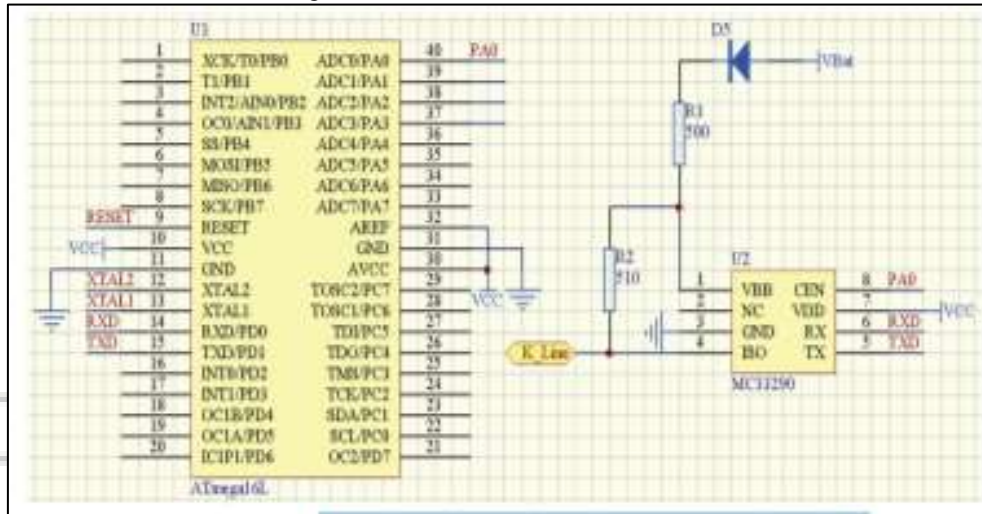 U1
1 XCK/T0/PB0 ADC0/PA0 40 PA0
2 T1/PB1 ADC1/PA1 39
3 INT2/AIN0/PB2 ADC2/PA2 38
4 OC0/AIN1/PB3 ADC3/PA3 37
5 SS/PB4 ADC4/PA4 36
6 MOSI/PB5 ADC5/PA5 35
7 MISO/PB6 ADC6/PA6 34
8 SCK/PB7 ADC7/PA7 33
RESET 9 RESET AREF 32
VCC 10 VCC GND 31
11 GND AVCC 30
XTAL2 12 XTAL2 TOSC2/PC7 29
XTAL1 13 XTAL1 TOSC1/PC6 28
VCC
RXD 14 RXD/PD0 TDI/PC5 27
TXD 15 TXD/PD1 TDO/PC4 26
16 INT0/PD2 TMS/PC3 25
17 INT1/PD3 TCK/PC2 24
18 OC1B/PD4 SDA/PC1 23
19 OC1A/PD5 SCL/PC0 22
20 ICP1/PD6 OC2/PD7 21
ATmega16L
D5
VBat
R1
500
R2
510
U2
1 VBB CEN 8 PA0
2 NC VDD 7 VCC
3 GND RX 6 RXD
K_Line 4 ISO TX 5 TXD
MC33290